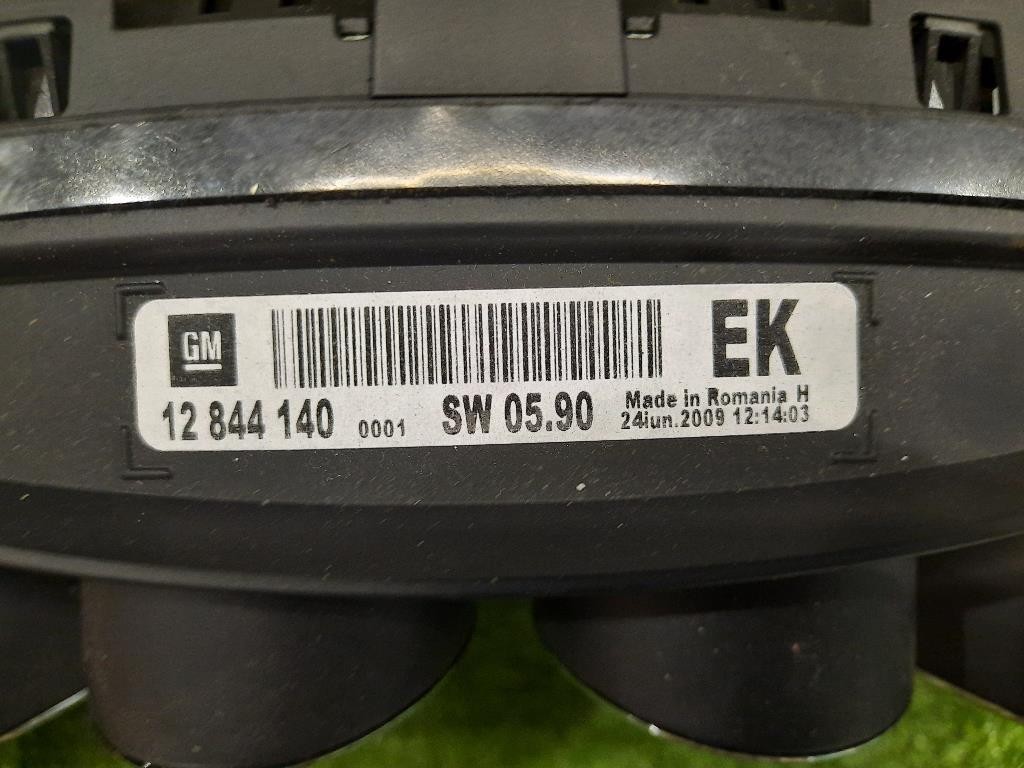 GM
EK
12 844 140 0001 SW 05.90
Made in Romania H
24iun.2009 12:14:03